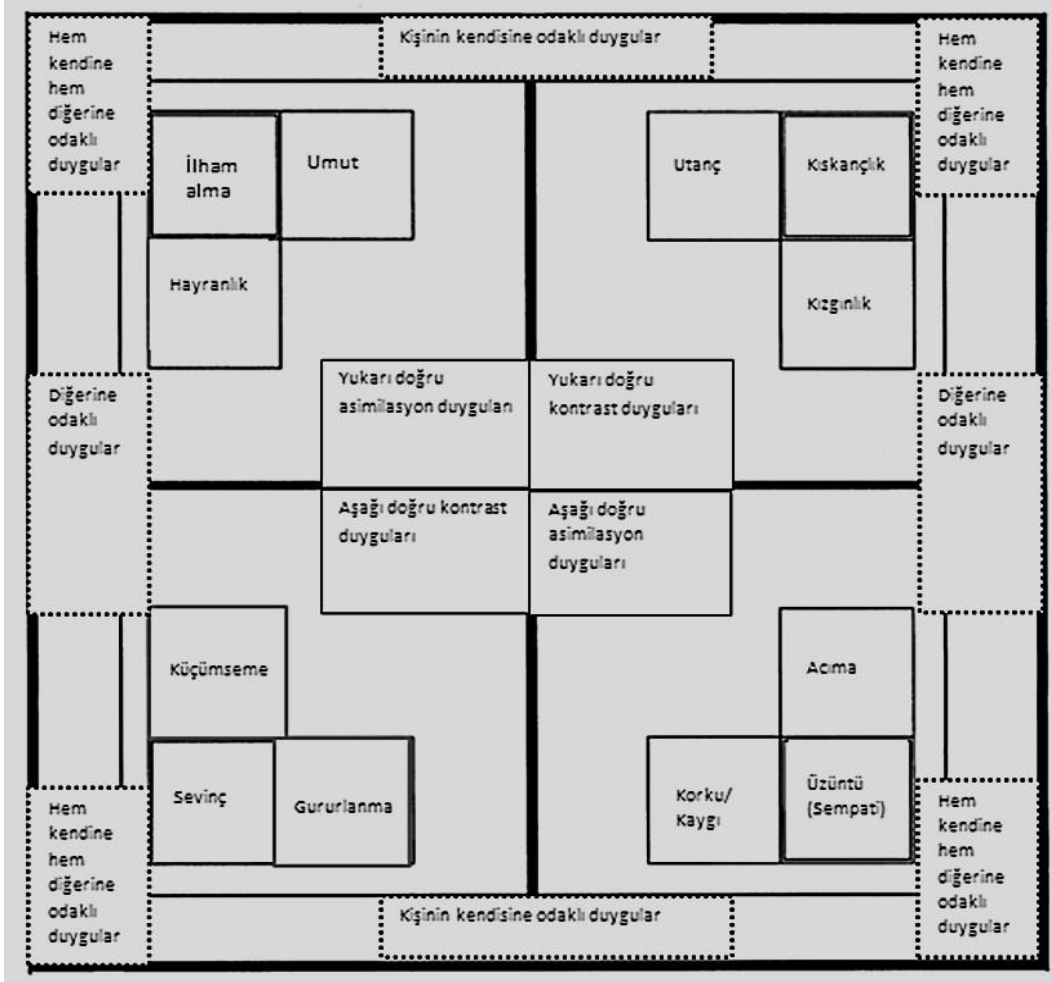 Hem
kendine
hem
diğerine
odaklı
duygular
Kişinin kendisine odaklı duygular
Hem
kendine
hem
diğerine
odaklı
duygular
İlham
alma
Umut
Utanç
Kıskançlık
Hayranlık
Kızgınlık
Diğerine
odaklı
duygular
Yukarı doğru
asimilasyon duyguları
Yukarı doğru
kontrast duyguları
Diğerine
odaklı
duygular
Aşağı doğru kontrast
duyguları
Aşağı doğru
asimilasyon
duyguları
Küçümseme
Acıma
Sevinç
Gururlanma
Korku/
Kaygı
Üzüntü
(Sempati)
Hem
kendine
hem
diğerine
odaklı
duygular
Kişinin kendisine odaklı duygular
Hem
kendine
hem
diğerine
odaklı
duygular